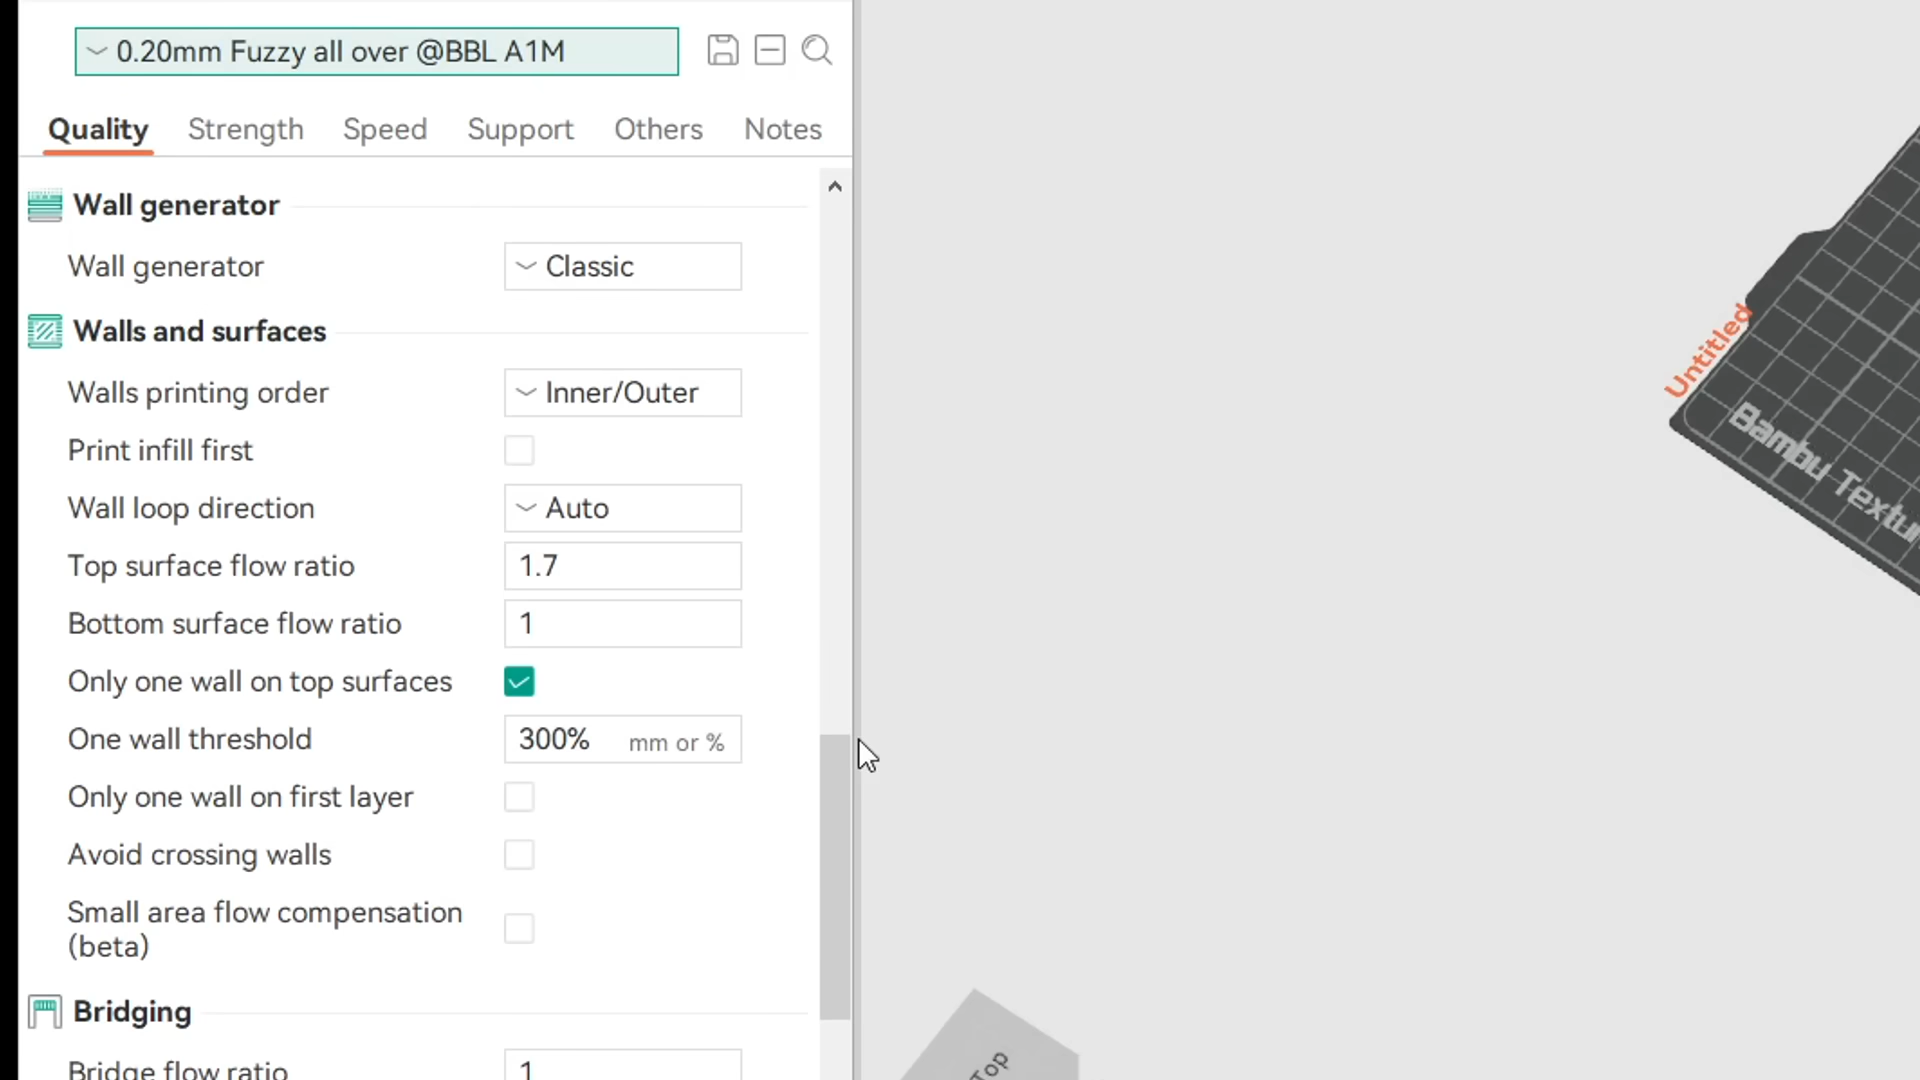 0.20mm Fuzzy all over @BBL A1M
Quality Strength Speed Support Others Notes
Wall generator
Wall generator Classic
Walls and surfaces
Walls printing order Inner/Outer
Print infill first
Wall loop direction Auto
Top surface flow ratio 1.7
Bottom surface flow ratio 1
Only one wall on top surfaces
One wall threshold 300% mm or %
Only one wall on first layer
Avoid crossing walls
Small area flow compensation
(beta)
Bridging
Bridge flow ratio 1
Untitled
Bambu Textur
Top